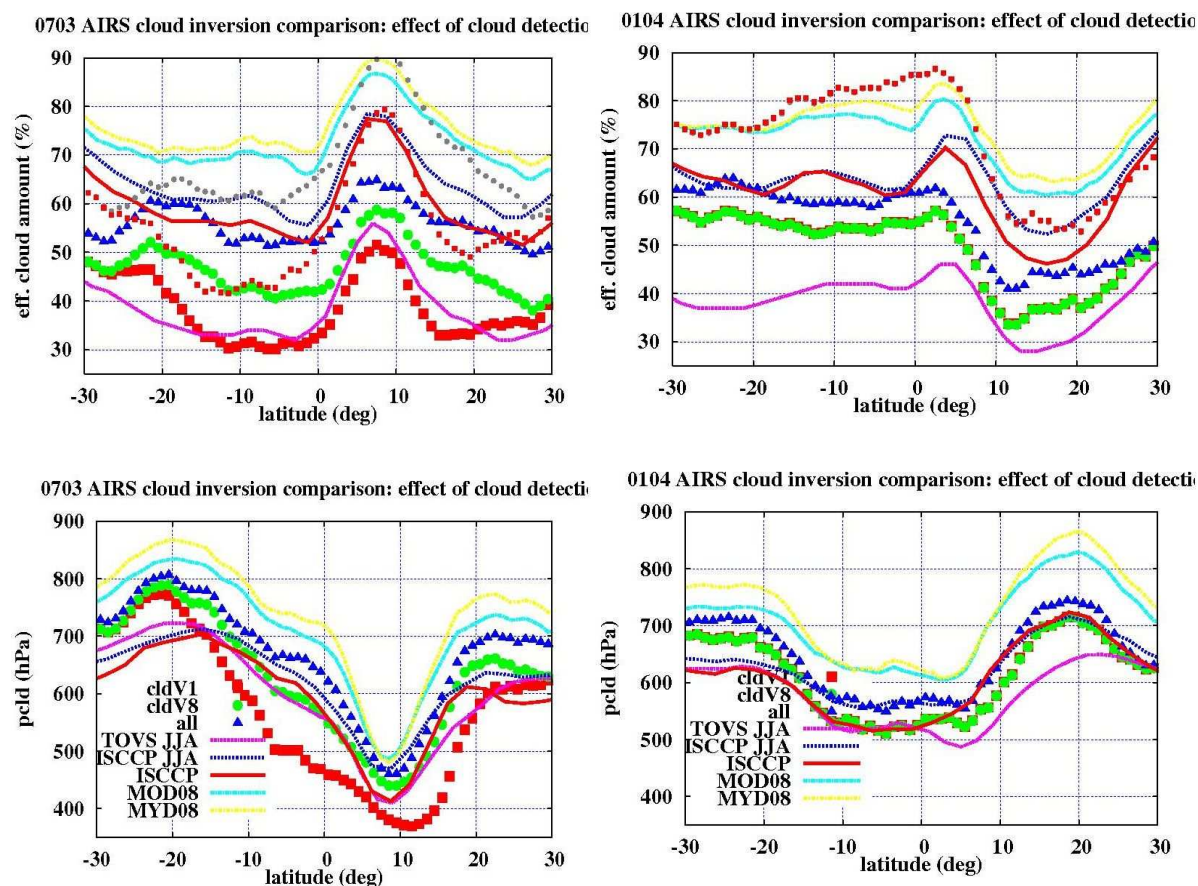 0703 AIRS cloud inversion comparison: effect of cloud detectio
90
80
70
60
50
40
30
eff. cloud amount (%)
-30 -20 -10 0 10 20 30
latitude (deg)
0104 AIRS cloud inversion comparison: effect of cloud detectio
90
80
70
60
50
40
30
eff. cloud amount (%)
-30 -20 -10 0 10 20 30
latitude (deg)
0703 AIRS cloud inversion comparison: effect of cloud detectio
900
800
700
600
500
400
pcld (hPa)
cldV1
cldV8
all
TOVS JJA
ISCCP JJA
ISCCP
MOD08
MYD08
-30 -20 -10 0 10 20 30
latitude (deg)
0104 AIRS cloud inversion comparison: effect of cloud detectio
900
800
700
600
500
400
pcld (hPa)
cldV8
all
TOVS JJA
ISCCP JJA
ISCCP
MOD08
MYD08
-30 -20 -10 0 10 20 30
latitude (deg)